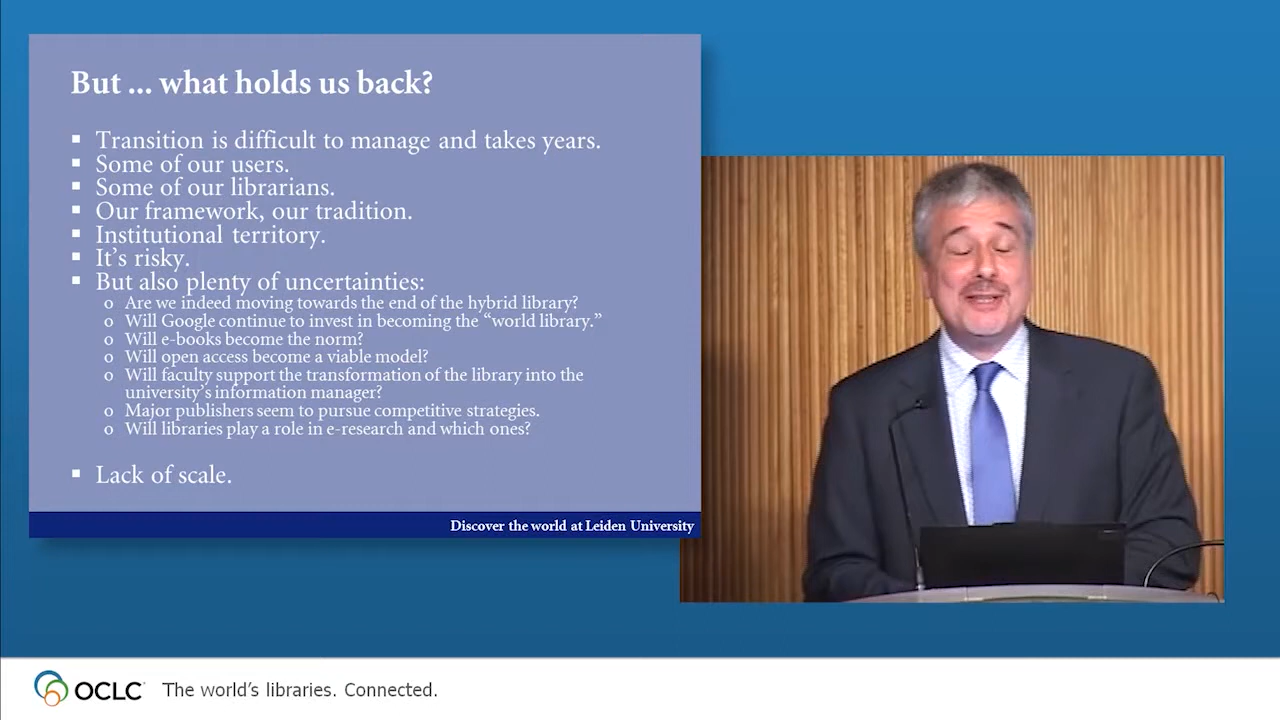 But ... what holds us back?
▪ Transition is difficult to manage and takes years.
▪ Some of our users.
▪ Some of our librarians.
▪ Our framework, our tradition.
▪ Institutional territory.
▪ It’s risky.
▪ But also plenty of uncertainties:
o Are we indeed moving towards the end of the hybrid library?
o Will Google continue to invest in becoming the “world library.”
o Will e-books become the norm?
o Will open access become a viable model?
o Will faculty support the transformation of the library into the
university’s information manager?
o Major publishers seem to pursue competitive strategies.
o Will libraries play a role in e-research and which ones?
▪ Lack of scale.
Discover the world at Leiden University
OCLC The world’s libraries. Connected.